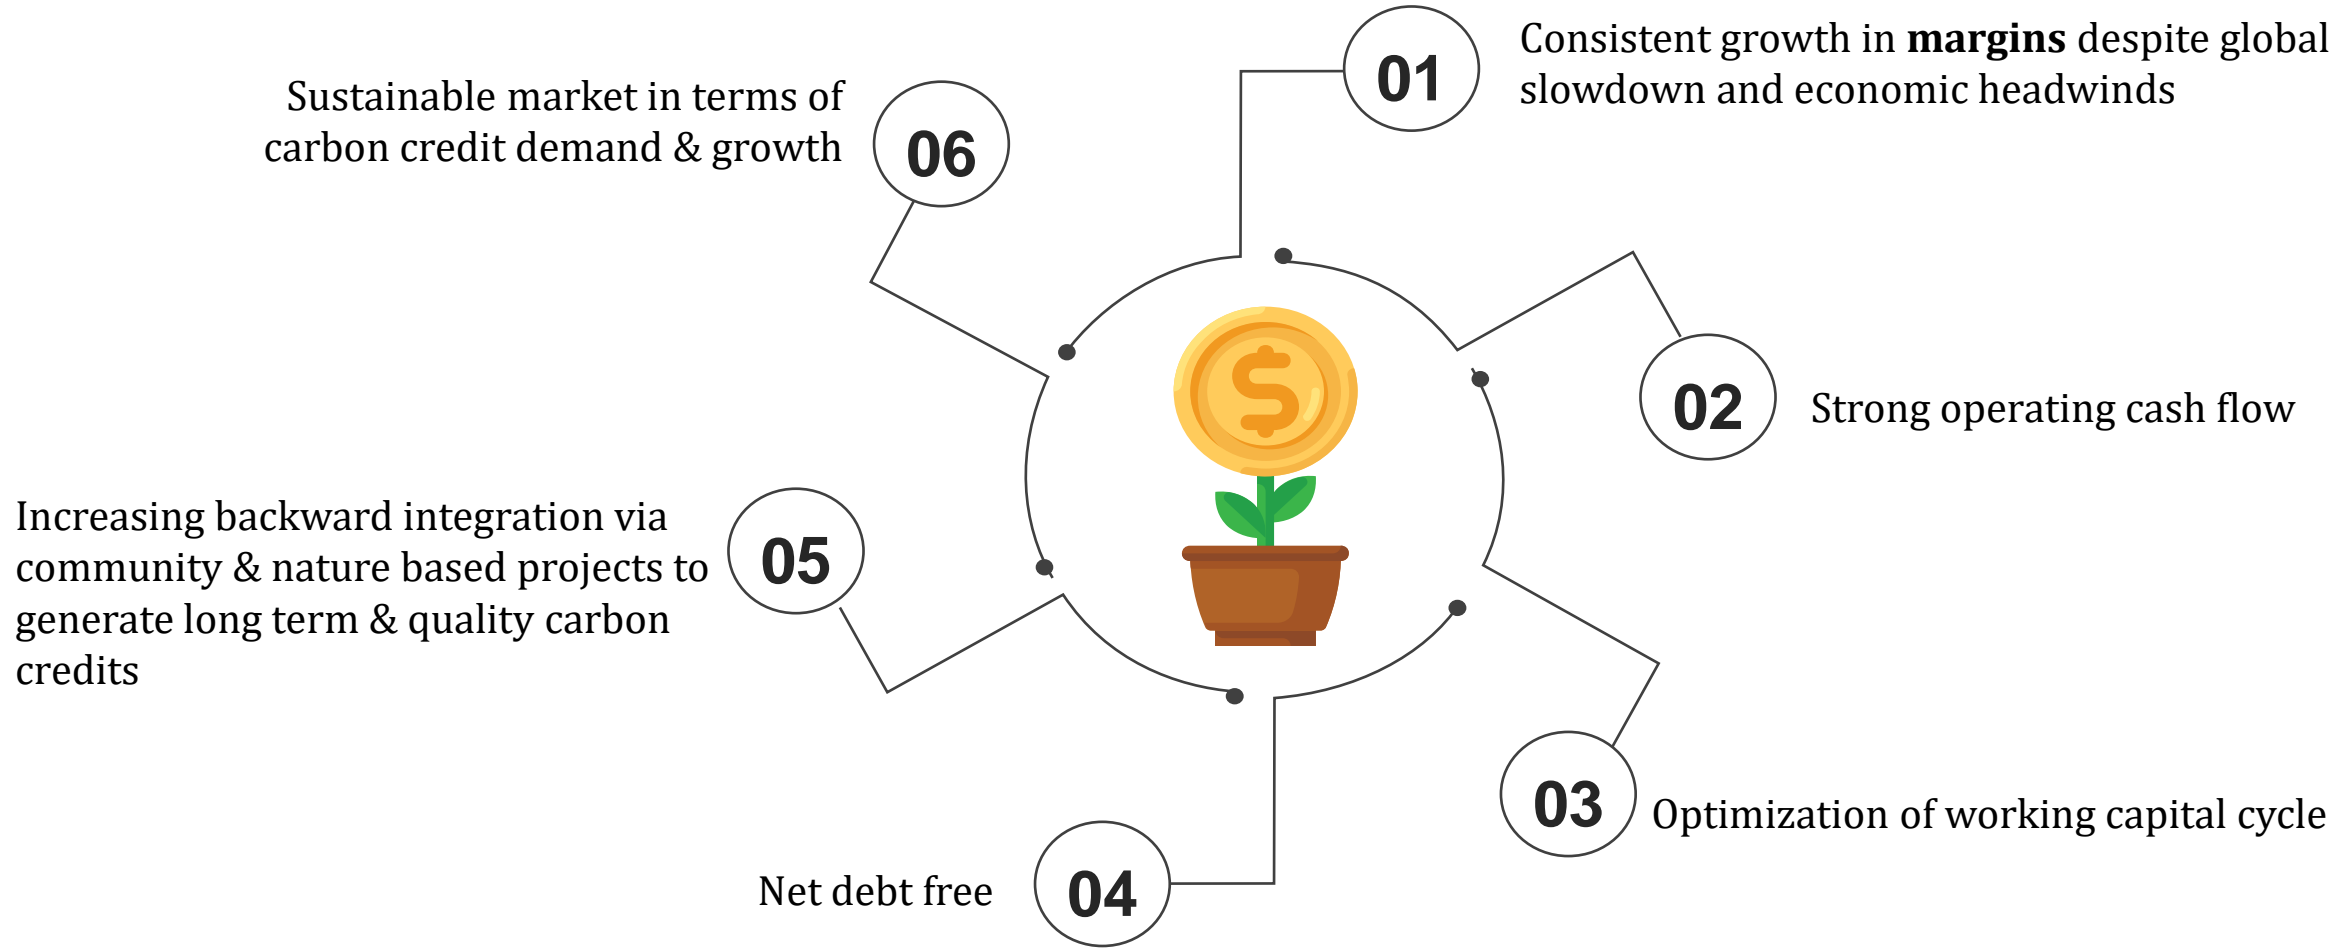 01
Consistent growth in margins despite global
slowdown and economic headwinds
02
Strong operating cash flow
03
Optimization of working capital cycle
04
Net debt free
05
Increasing backward integration via
community & nature based projects to
generate long term & quality carbon
credits
06
Sustainable market in terms of
carbon credit demand & growth
$